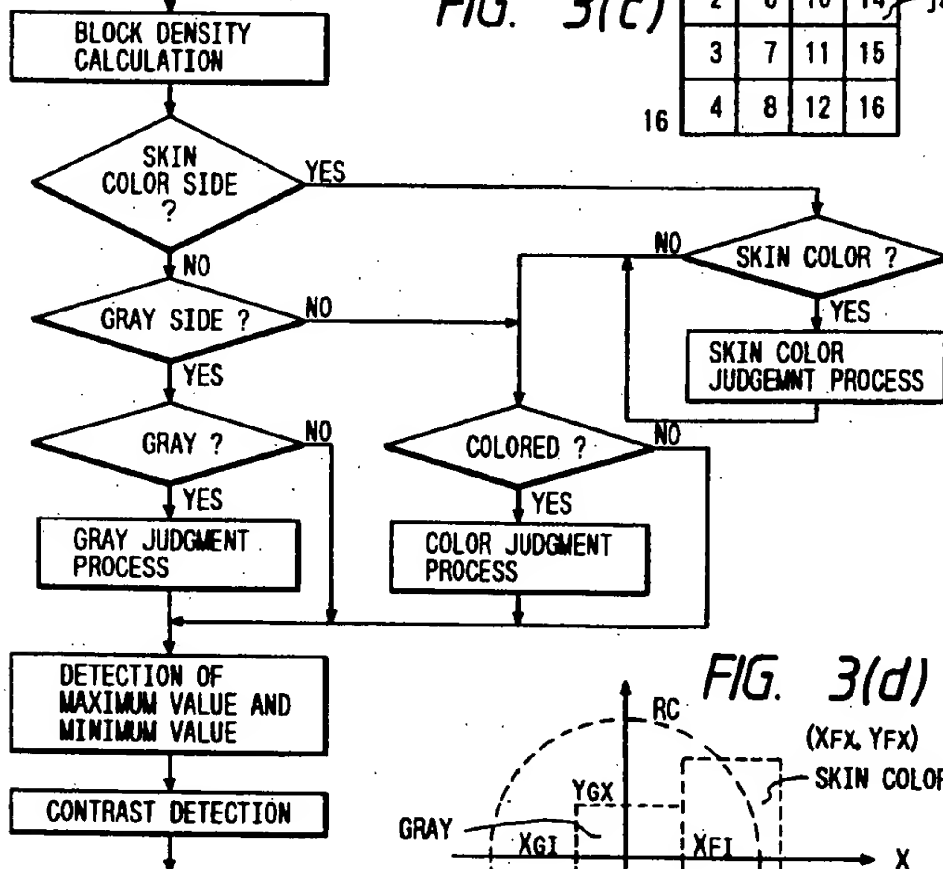 FIG. 3(c)
BLOCK DENSITY
CALCULATION
2 6 10 14
3 7 11 15
16
4 8 12 16
SKIN
COLOR SIDE
?
YES
NO
NO
SKIN COLOR ?
YES
GRAY SIDE ?
NO
YES
SKIN COLOR
JUDGEMNT PROCESS
GRAY ?
NO
YES
COLORED ?
NO
YES
GRAY JUDGMENT
PROCESS
COLOR JUDGMENT
PROCESS
DETECTION OF
MAXIMUM VALUE AND
MINIMUM VALUE
CONTRAST DETECTION
FIG. 3(d)
RC
(XFX, YFX)
SKIN COLOR
YGX
GRAY
XGI
XFI
X